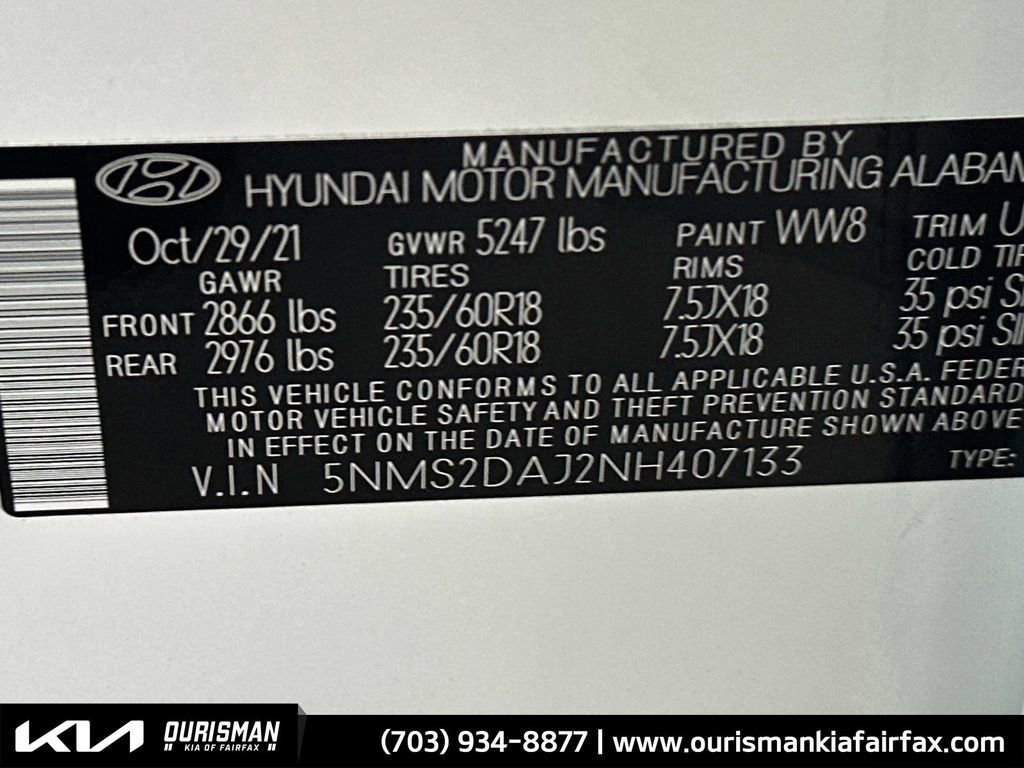 MANUFACTURED BY
HYUNDAI MOTOR MANUFACTURING ALABAM
Oct/29/21 GVWR 5247 lbs PAINT WW8 TRIM U
GAWR TIRES RIMS COLD TIR
FRONT 2866 lbs 235/60R18 7.5JX18 35 psi
REAR 2976 lbs 235/60R18 7.5JX18 35 psi
THIS VEHICLE CONFORMS TO ALL APPLICABLE U.S.A. FEDER
MOTOR VEHICLE SAFETY AND THEFT PREVENTION STANDARD
IN EFFECT ON THE DATE OF MANUFACTURE SHOWN ABOVE
V.I.N 5NMS2DAJ2NH407133 TYPE:
KIA OURISMAN
KIA OF FAIRFAX
(703) 934-8877 | www.ourismankiafairfax.com